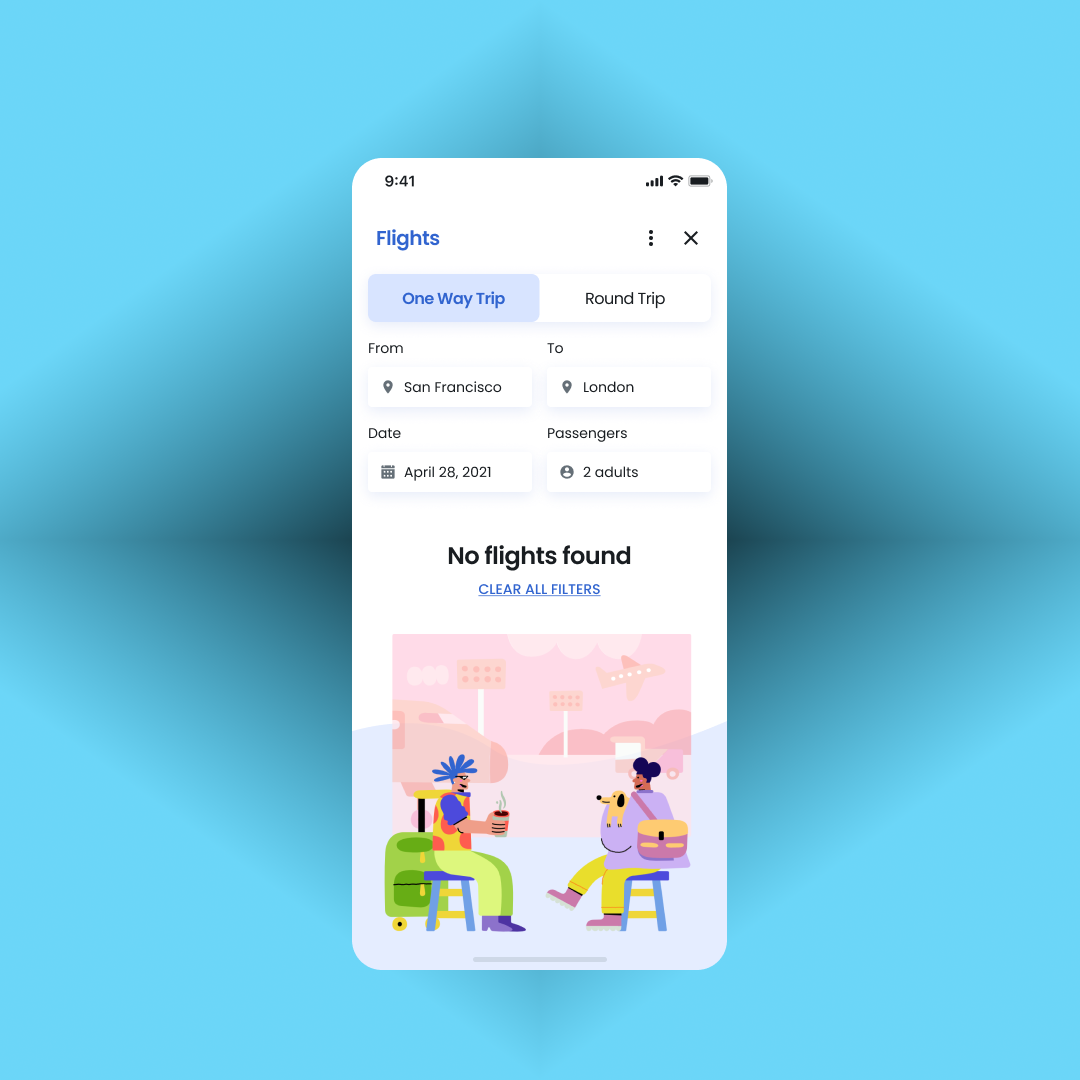 9:41
Flights
One Way Trip
Round Trip
From
To
San Francisco
London
Date
Passengers
April 28, 2021
2 adults
No flights found
CLEAR ALL FILTERS